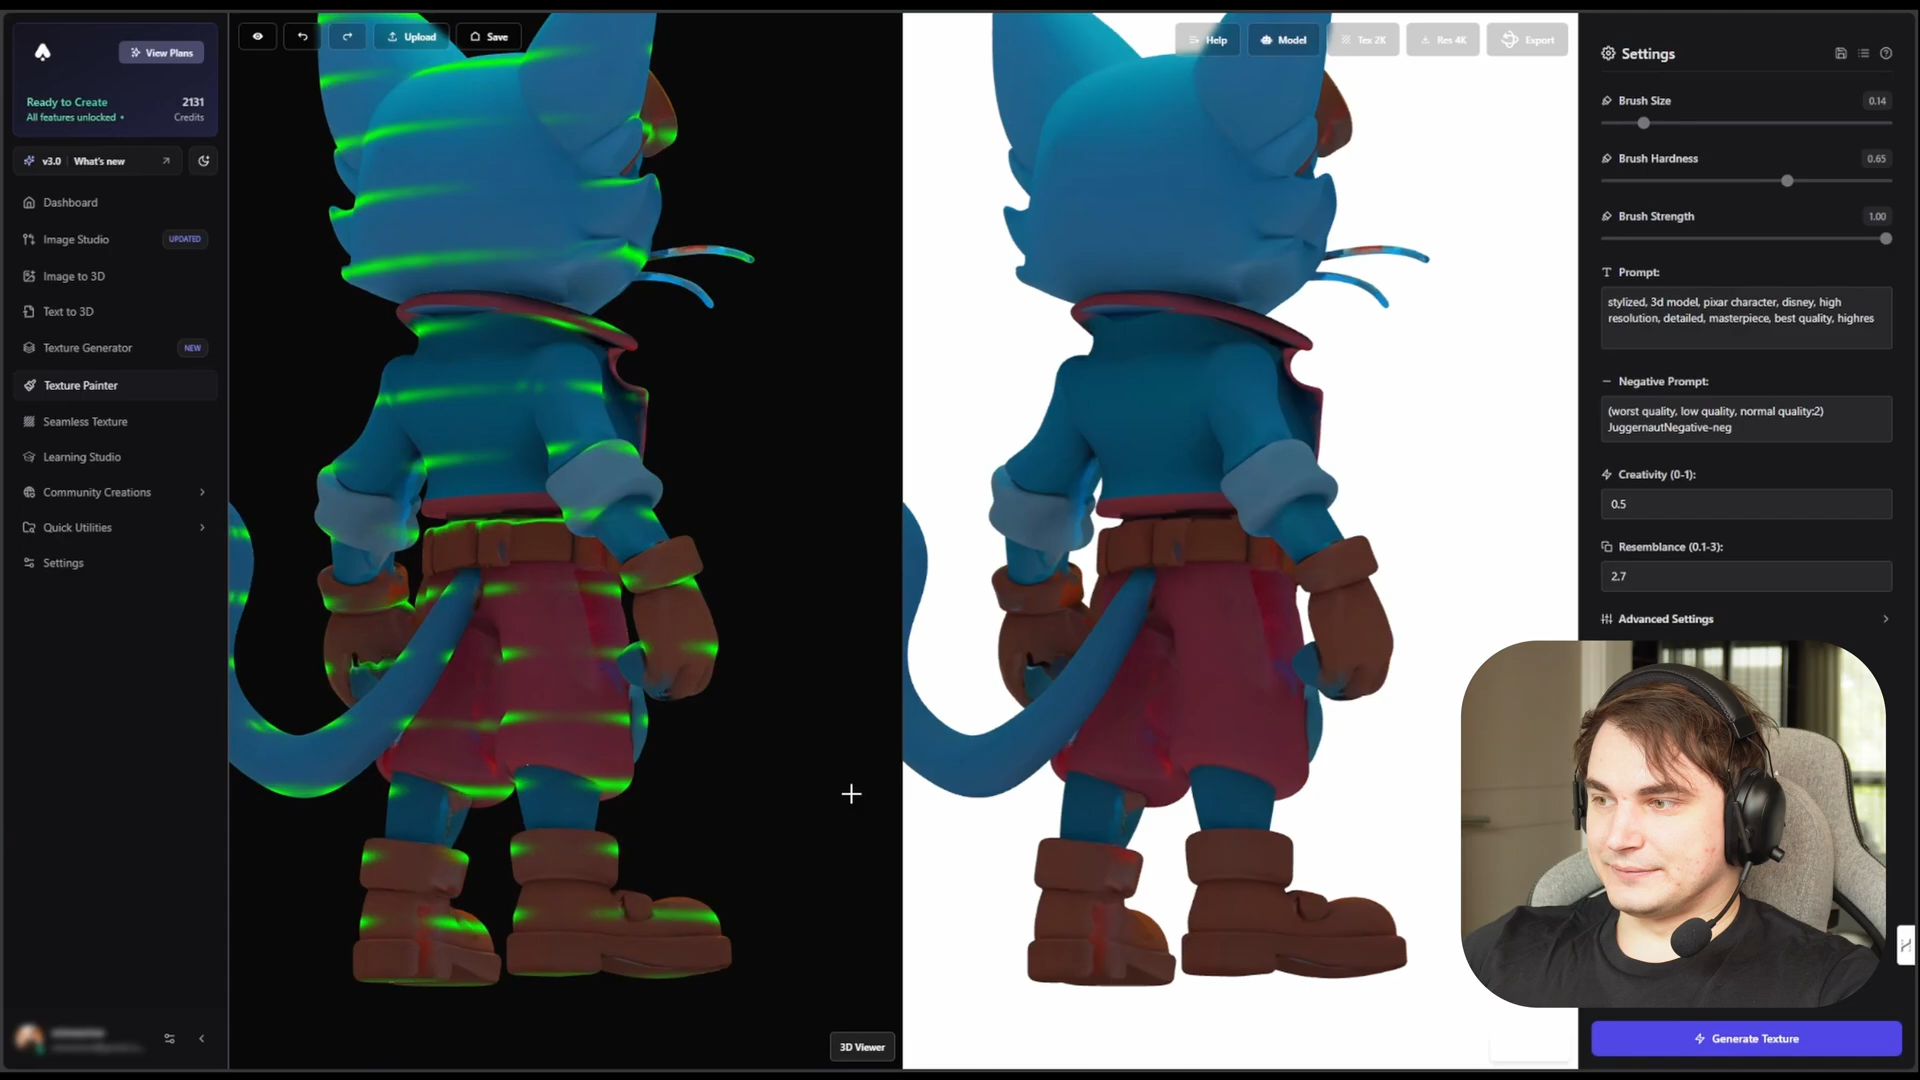 View Plans
Ready to Create 2131
All features unlocked • Credits
v3.0 What's new
Dashboard
Image Studio UPDATED
Image to 3D
Text to 3D
Texture Generator NEW
Texture Painter
Seamless Texture
Learning Studio
Community Creations
Quick Utilities
Settings
Upload Save
3D Viewer
Help Model Tex 2K Res 4K Export
Settings
Brush Size 0.14
Brush Hardness 0.65
Brush Strength 1.00
Prompt:
stylized, 3d model, pixar character, disney, high
resolution, detailed, masterpiece, best quality, highres
Negative Prompt:
(worst quality, low quality, normal quality:2)
JuggernautNegative-neg
Creativity (0-1):
0.5
Resemblance (0.1-3):
2.7
Advanced Settings
Generate Texture